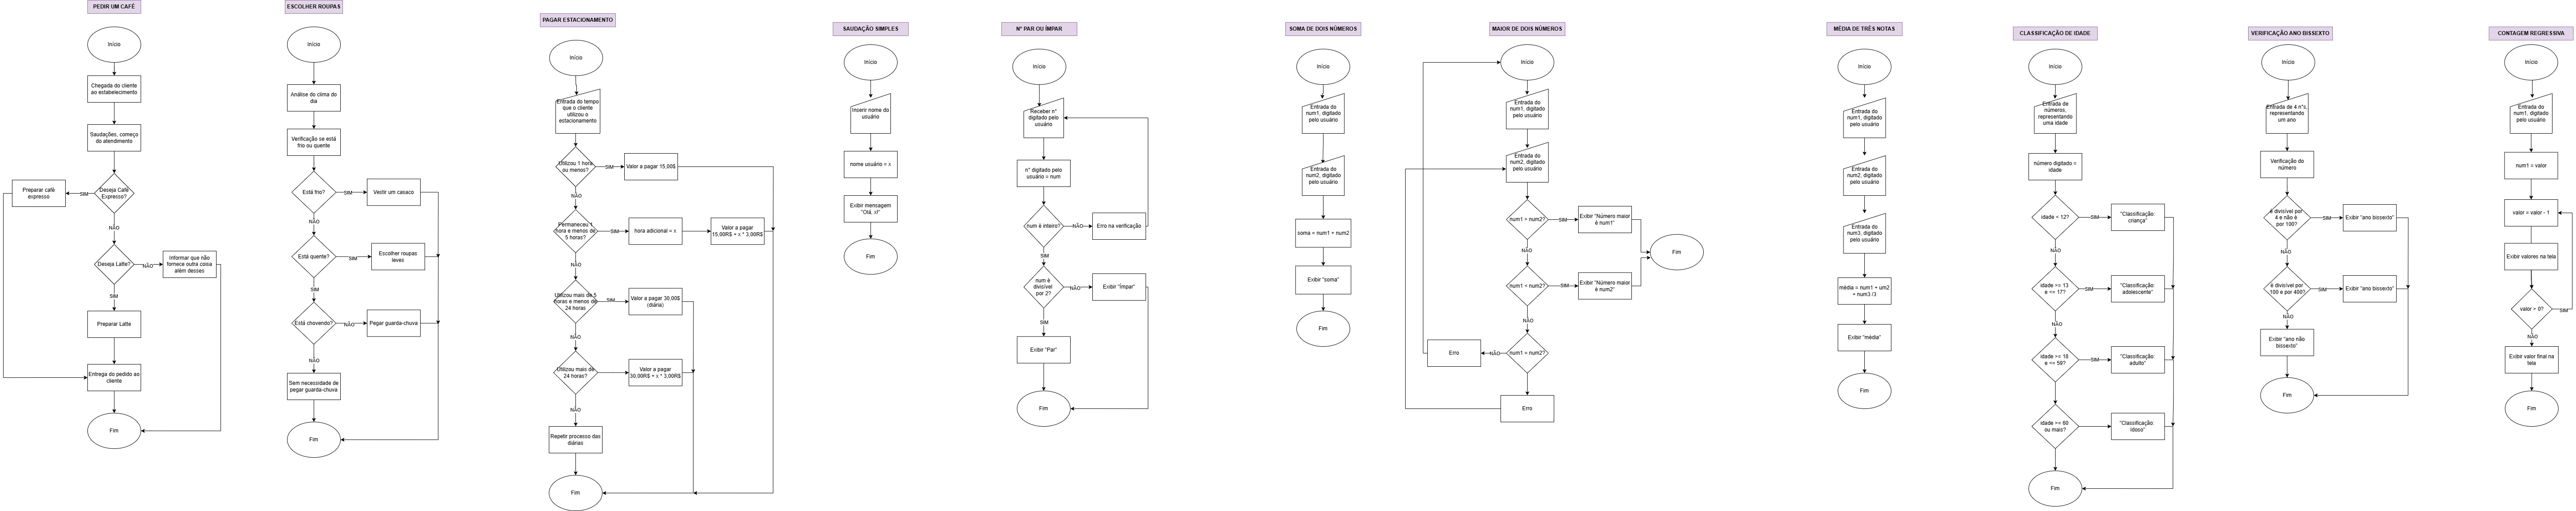 PEDIR UM CAFÉ
Início
Chegada do cliente
ao estabelecimento
Saudações, começo
do atendimento
Deseja Café
Expresso?
SIM
Preparar café
expresso
NÃO
Deseja Latte?
NÃO
Informar que não
fornece outra coisa
além desses
SIM
Preparar Latte
Entrega do pedido ao
cliente
Fim
ESCOLHER ROUPAS
Início
Análise do clima do
dia
Verificação se está
frio ou quente
Está frio?
SIM
Vestir um casaco
NÃO
Está quente?
SIM
Escolher roupas
leves
SIM
Está chovendo?
NÃO
Pegar guarda-chuva
NÃO
Sem necessidade de
pegar guarda-chuva
Fim
PAGAR ESTACIONAMENTO
Início
Entrada do tempo
que o cliente
utilizou o
estacionamento
Utilizou 1 hora
ou menos?
SIM
Valor a pagar 15,00$
NÃO
Permaneceu 1
hora e menos de
5 horas?
SIM
hora adicional = x
Valor a pagar
15,00R$ + x * 3,00R$
NÃO
Utilizou mais de 5
horas e menos de
24 horas
SIM
Valor a pagar 30,00$
(diária)
NÃO
Utilizou mais de
24 horas?
Valor a pagar
30,00R$ + x * 3,00R$
NÃO
Repetir processo das
diárias
Fim
SAUDAÇÃO SIMPLES
Início
Inserir nome do
usuário
nome usuário = x
Exibir mensagem
"Olá, x!"
Fim
Nº PAR OU ÍMPAR
Início
Receber n°
digitado pelo
usuário
n° digitado pelo
usuário = num
num é inteiro?
NÃO
Erro na verificação
SIM
num é
divisível
por 2?
NÃO
Exibir "Ímpar"
SIM
Exibir "Par"
Fim
SOMA DE DOIS NÚMEROS
Início
Entrada do
num1, digitado
pelo usuário
Entrada do
num2, digitado
pelo usuário
soma = num1 + num2
Exibir "soma"
Fim
MAIOR DE DOIS NÚMEROS
Início
Entrada do
num1, digitado
pelo usuário
Entrada do
num2, digitado
pelo usuário
num1 > num2?
SIM
Exibir "Número maior
é num1"
NÃO
num1 < num2?
SIM
Exibir "Número maior
é num2"
Fim
NÃO
num1 = num2?
NÃO
Erro
Erro
MÉDIA DE TRÊS NOTAS
Início
Entrada do
num1, digitado
pelo usuário
Entrada do
num2, digitado
pelo usuário
Entrada do
num3, digitado
pelo usuário
média = num1 + um2
+ num3 /3
Exibir "média"
Fim
CLASSIFICAÇÃO DE IDADE
Início
Entrada de
números,
representando
uma idade
número digitado =
idade
idade < 12?
SIM
"Classificação:
criança"
NÃO
idade >= 13
e <= 17?
SIM
"Classificação:
adolescente"
NÃO
idade >= 18
e <= 59?
SIM
"Classificação:
adulto"
idade >= 60
ou mais?
"Classificação:
Idoso"
Fim
VERIFICAÇÃO ANO BISSEXTO
Início
Entrada de 4 n°s,
representando
um ano
Verificação do
número
é divisível por
4 e não é
por 100?
SIM
Exibir "ano bissexto"
NÃO
é divisível por
100 e por 400?
SIM
Exibir "ano bissexto"
NÃO
Exibir "ano não
bissexto"
Fim
CONTAGEM REGRESSIVA
Início
Entrada do
num1, digitado
pelo usuário
num1 = valor
valor = valor - 1
Exibir valores na tela
valor > 0?
SIM
NÃO
Exibir valor final na
tela
Fim